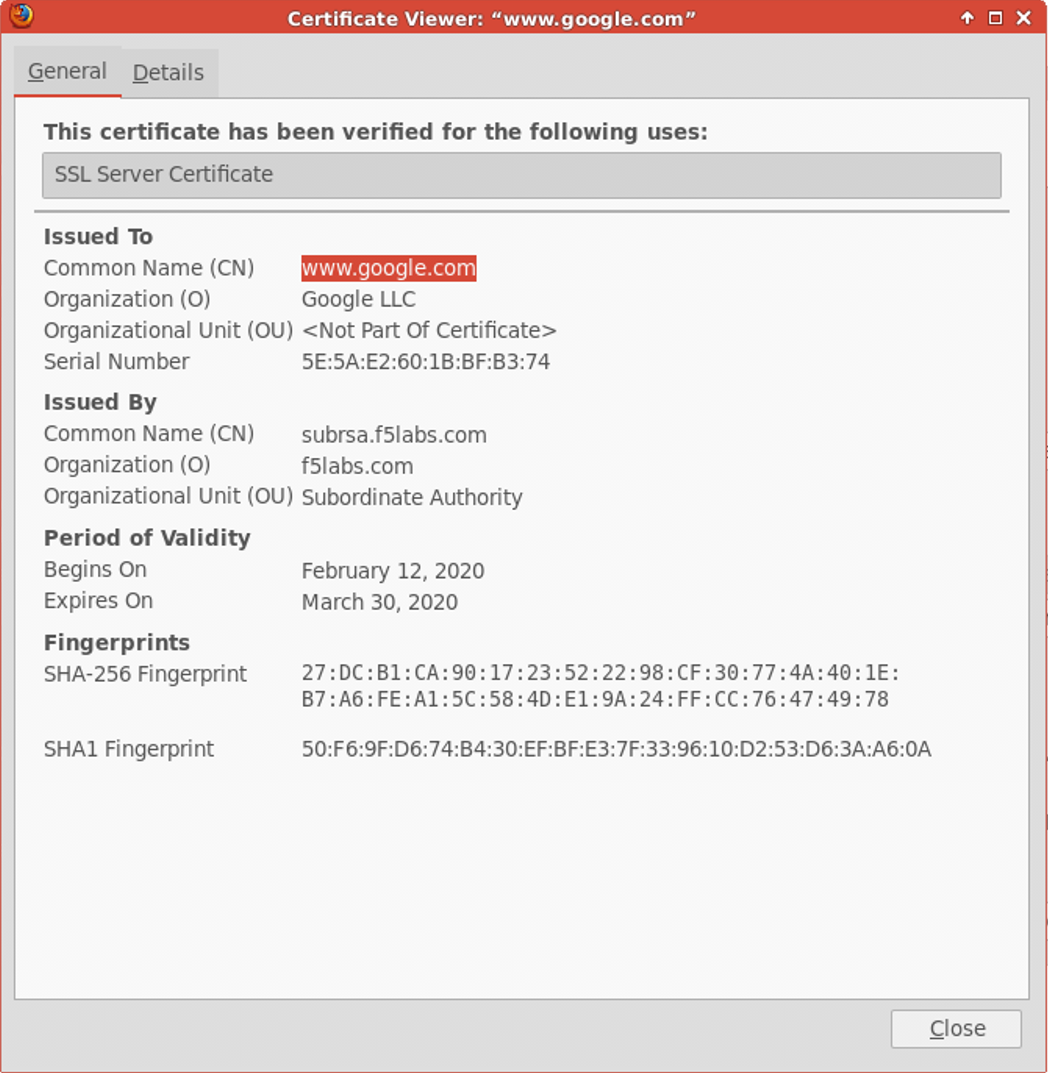 Certificate Viewer: “www.google.com”
General Details
This certificate has been verified for the following uses:
SSL Server Certificate
Issued To
Common Name (CN) www.google.com
Organization (O) Google LLC
Organizational Unit (OU) <Not Part Of Certificate>
Serial Number 5E:5A:E2:60:1B:BF:B3:74
Issued By
Common Name (CN) subrsa.f5labs.com
Organization (O) f5labs.com
Organizational Unit (OU) Subordinate Authority
Period of Validity
Begins On February 12, 2020
Expires On March 30, 2020
Fingerprints
SHA-256 Fingerprint 27:DC:B1:CA:90:17:23:52:22:98:CF:30:77:4A:40:1E:
B7:A6:FE:A1:5C:58:4D:E1:9A:24:FF:CC:76:47:49:78
SHA1 Fingerprint 50:F6:9F:D6:74:B4:30:EF:BF:E3:7F:33:96:10:D2:53:D6:3A:A6:0A
Close